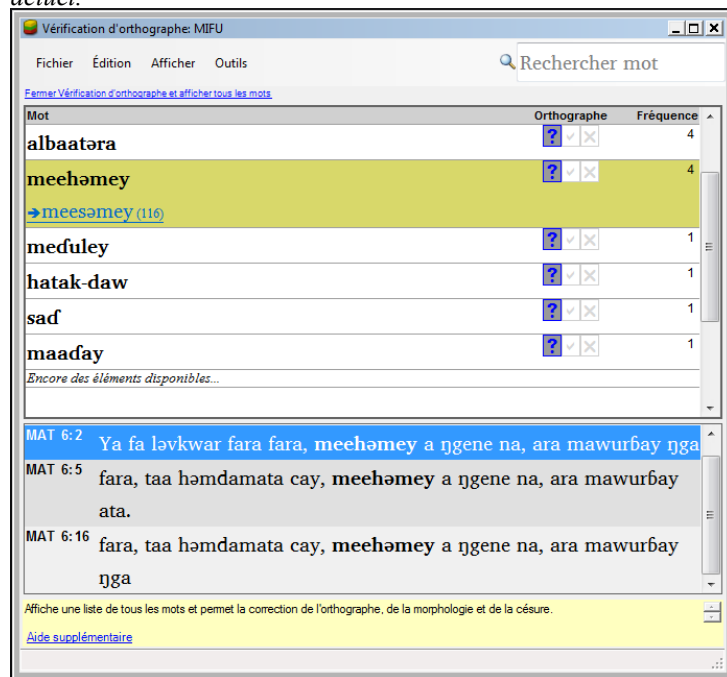 actuel.
Vérification d'orthographe: MIFU
Fichier Édition Afficher Outils Rechercher mot
Fermer Vérification d'orthographe et afficher tous les mots
Mot Orthographe Fréquence
albaatəra ? 4
meehəmey ? 4
→meesəmey (116)
meɗuley ? 1
hatak-daw ? 1
saɗ ? 1
maaɗay ? 1
Encore des éléments disponibles...
MAT 6:2 Ya fa ləvkwar fara fara, meehəmey a ŋgene na, ara mawurɓay ŋga
MAT 6:5 fara, taa həmdamata cay, meehəmey a ŋgene na, ara mawurɓay
ata.
MAT 6:16 fara, taa həmdamata cay, meehəmey a ŋgene na, ara mawurɓay
ŋga
Affiche une liste de tous les mots et permet la correction de l'orthographe, de la morphologie et de la césure.
Aide supplémentaire